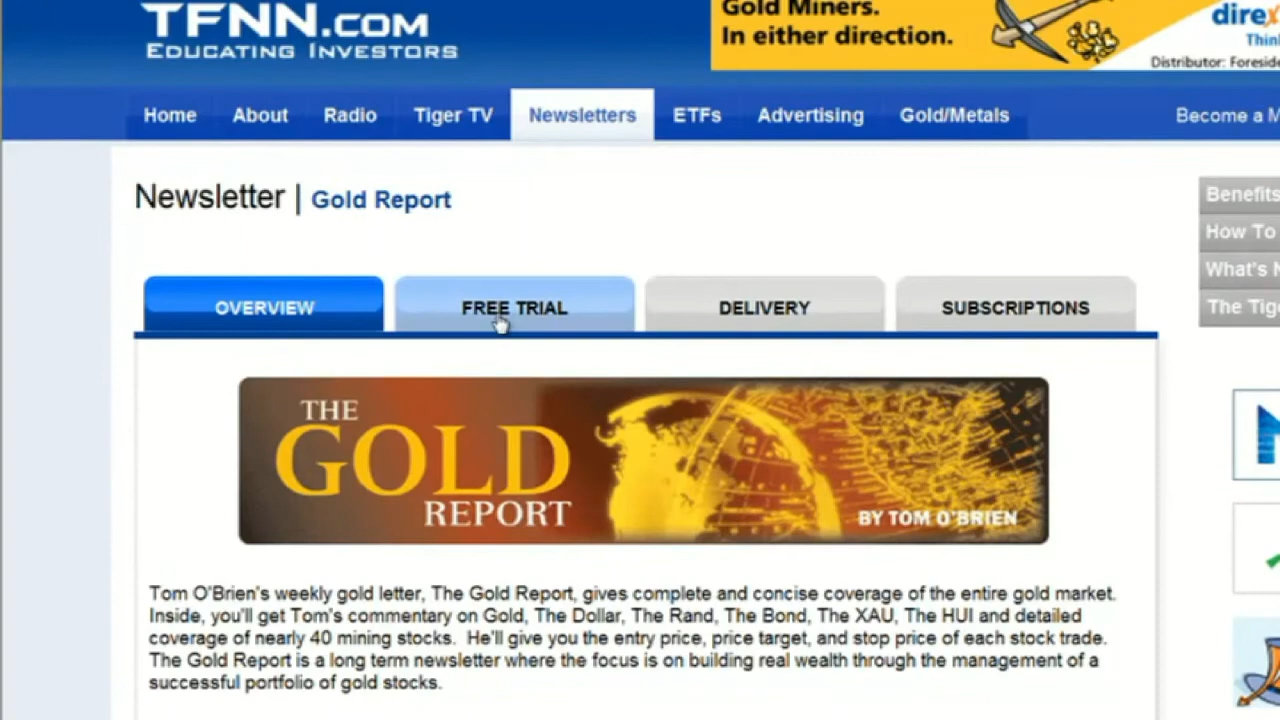 TFNN.COM
EDUCATING INVESTORS
Gold Miners.
In either direction.
Distributor:
Home About Radio Tiger TV Newsletters ETFs Advertising Gold/Metals Become a
Newsletter | Gold Report
Benefits
How To
What's
The
OVERVIEW FREE TRIAL DELIVERY SUBSCRIPTIONS
THE
GOLD
REPORT
BY TOM O'BRIEN
Tom O'Brien's weekly gold letter, The Gold Report, gives complete and concise coverage of the entire gold market.
Inside, you'll get Tom's commentary on Gold, The Dollar, The Rand, The Bond, The XAU, The HUI and detailed
coverage of nearly 40 mining stocks. He'll give you the entry price, price target, and stop price of each stock trade.
The Gold Report is a long term newsletter where the focus is on building real wealth through the management of a
successful portfolio of gold stocks.